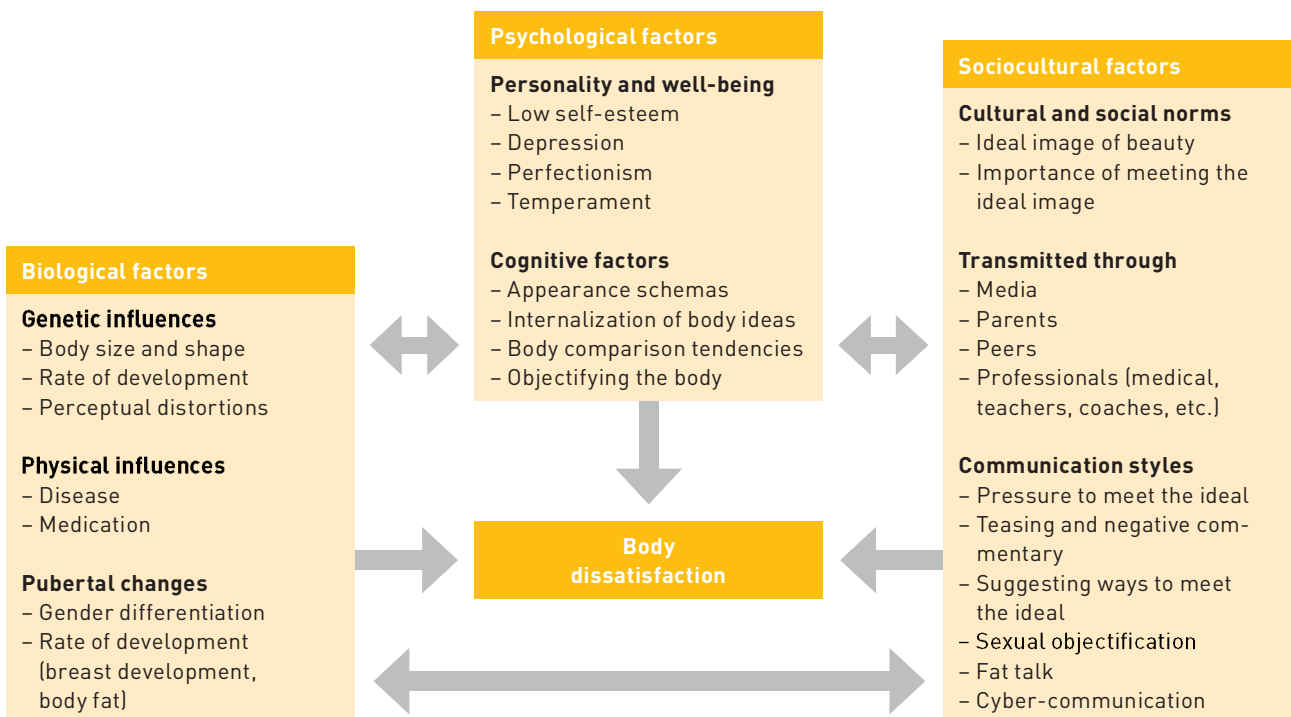 Psychological factors
Personality and well-being
– Low self-esteem
– Depression
– Perfectionism
– Temperament
Cognitive factors
– Appearance schemas
– Internalization of body ideas
– Body comparison tendencies
– Objectifying the body
Sociocultural factors
Cultural and social norms
– Ideal image of beauty
– Importance of meeting the
ideal image
Transmitted through
– Media
– Parents
– Peers
– Professionals (medical,
teachers, coaches, etc.)
Communication styles
– Pressure to meet the ideal
– Teasing and negative com-
mentary
– Suggesting ways to meet
the ideal
– Sexual objectification
– Fat talk
– Cyber-communication
Biological factors
Genetic influences
– Body size and shape
– Rate of development
– Perceptual distortions
Physical influences
– Disease
– Medication
Pubertal changes
– Gender differentiation
– Rate of development
(breast development,
body fat)
Body
dissatisfaction